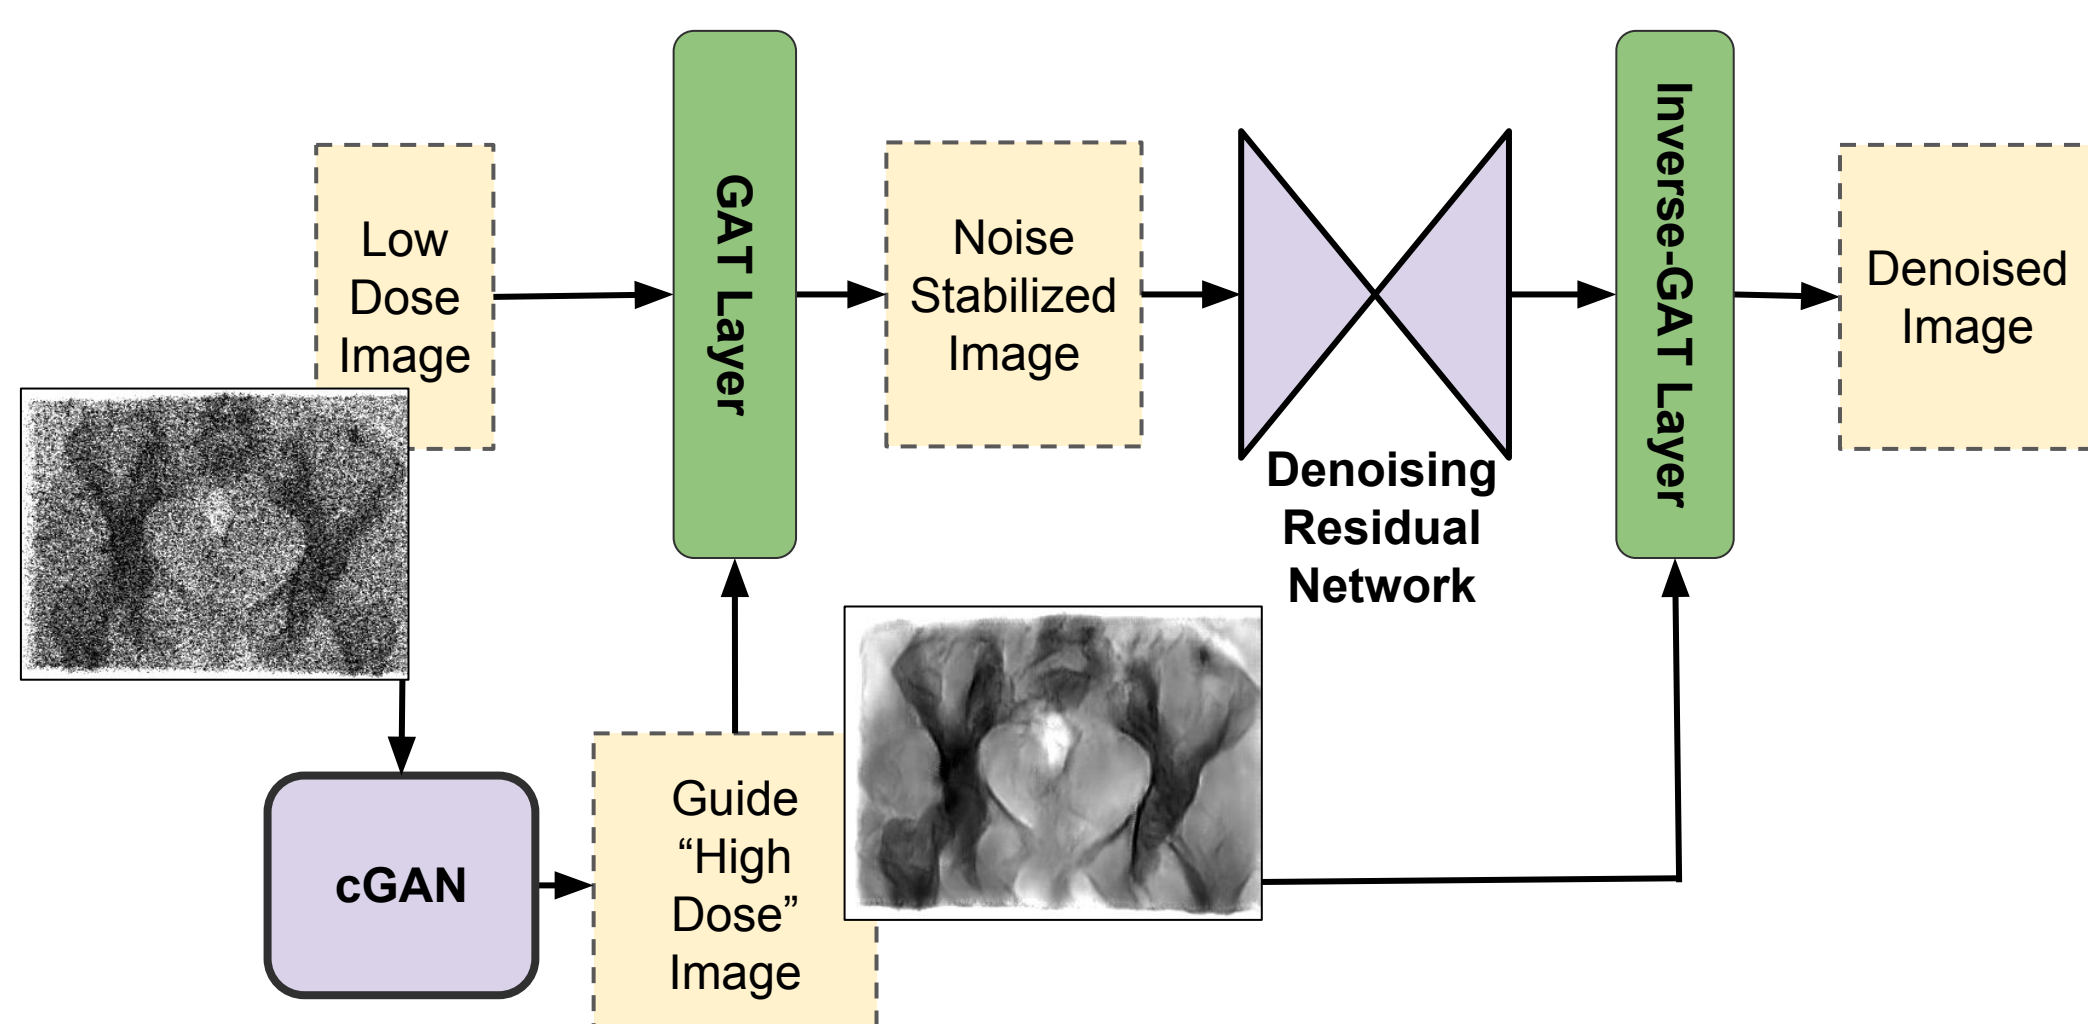 Low
Dose
Image
GAT Layer
Noise
Stabilized
Image
Denoising
Residual
Network
Inverse-GAT Layer
Denoised
Image
cGAN
Guide
“High
Dose”
Image